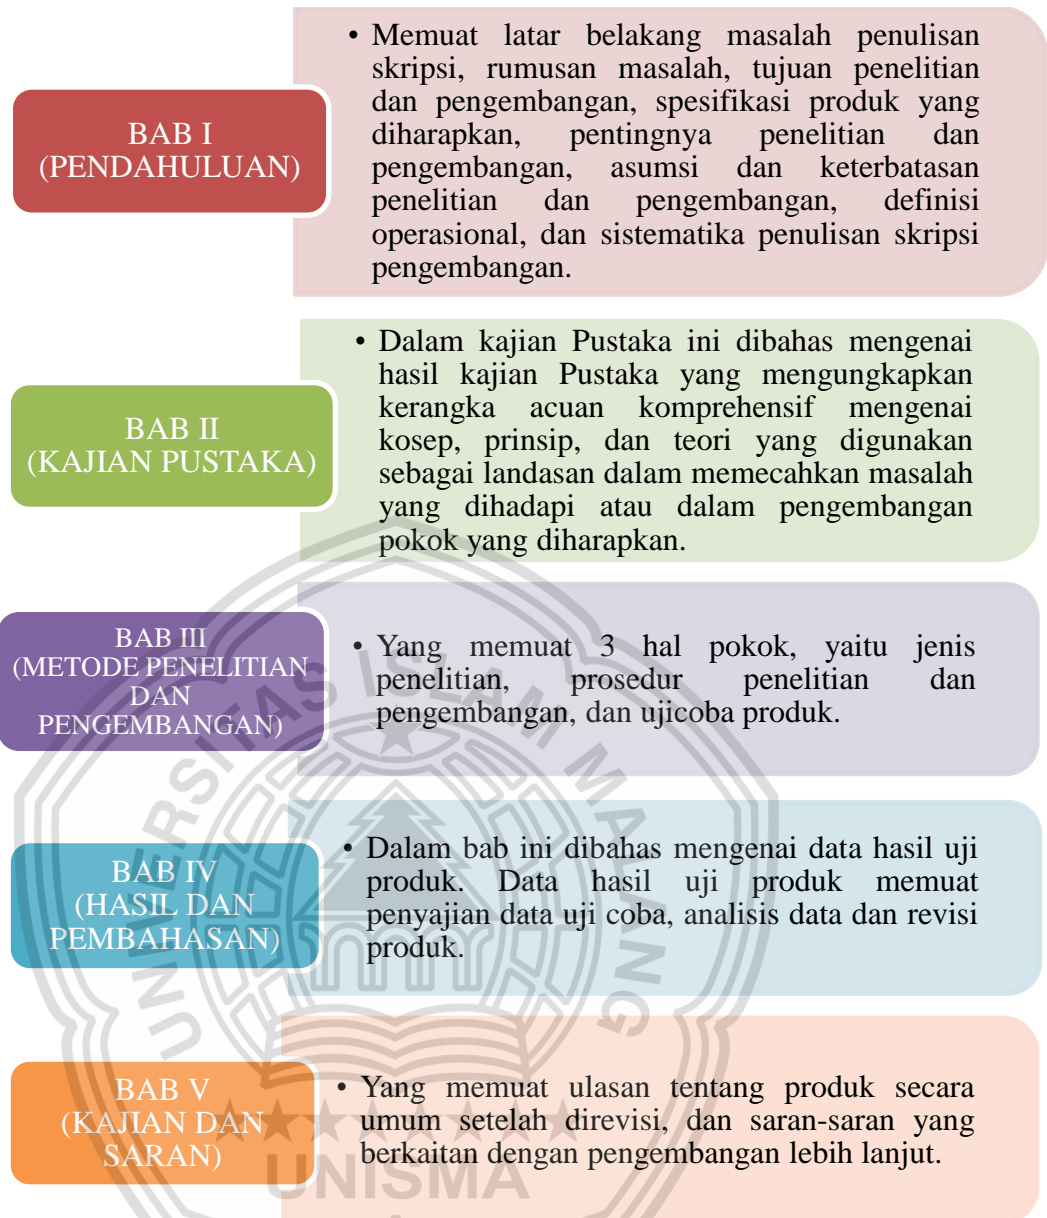 BAB I
(PENDAHULUAN)
• Memuat latar belakang masalah penulisan
skripsi, rumusan masalah, tujuan penelitian
dan pengembangan, spesifikasi produk yang
diharapkan, pentingnya penelitian dan
pengembangan, asumsi dan keterbatasan
penelitian dan pengembangan, definisi
operasional, dan sistematika penulisan skripsi
pengembangan.
BAB II
(KAJIAN PUSTAKA)
• Dalam kajian Pustaka ini dibahas mengenai
hasil kajian Pustaka yang mengungkapkan
kerangka acuan komprehensif mengenai
kosep, prinsip, dan teori yang digunakan
sebagai landasan dalam memecahkan masalah
yang dihadapi atau dalam pengembangan
pokok yang diharapkan.
BAB III
(METODE PENELITIAN
DAN
PENGEMBANGAN)
• Yang memuat 3 hal pokok, yaitu jenis
penelitian, prosedur penelitian dan
pengembangan, dan ujicoba produk.
BAB IV
(HASIL DAN
PEMBAHASAN)
• Dalam bab ini dibahas mengenai data hasil uji
produk. Data hasil uji produk memuat
penyajian data uji coba, analisis data dan revisi
produk.
BAB V
(KAJIAN DAN
SARAN)
• Yang memuat ulasan tentang produk secara
umum setelah direvisi, dan saran-saran yang
berkaitan dengan pengembangan lebih lanjut.
UNIVERSITAS ISLAM MALANG
UNISMA